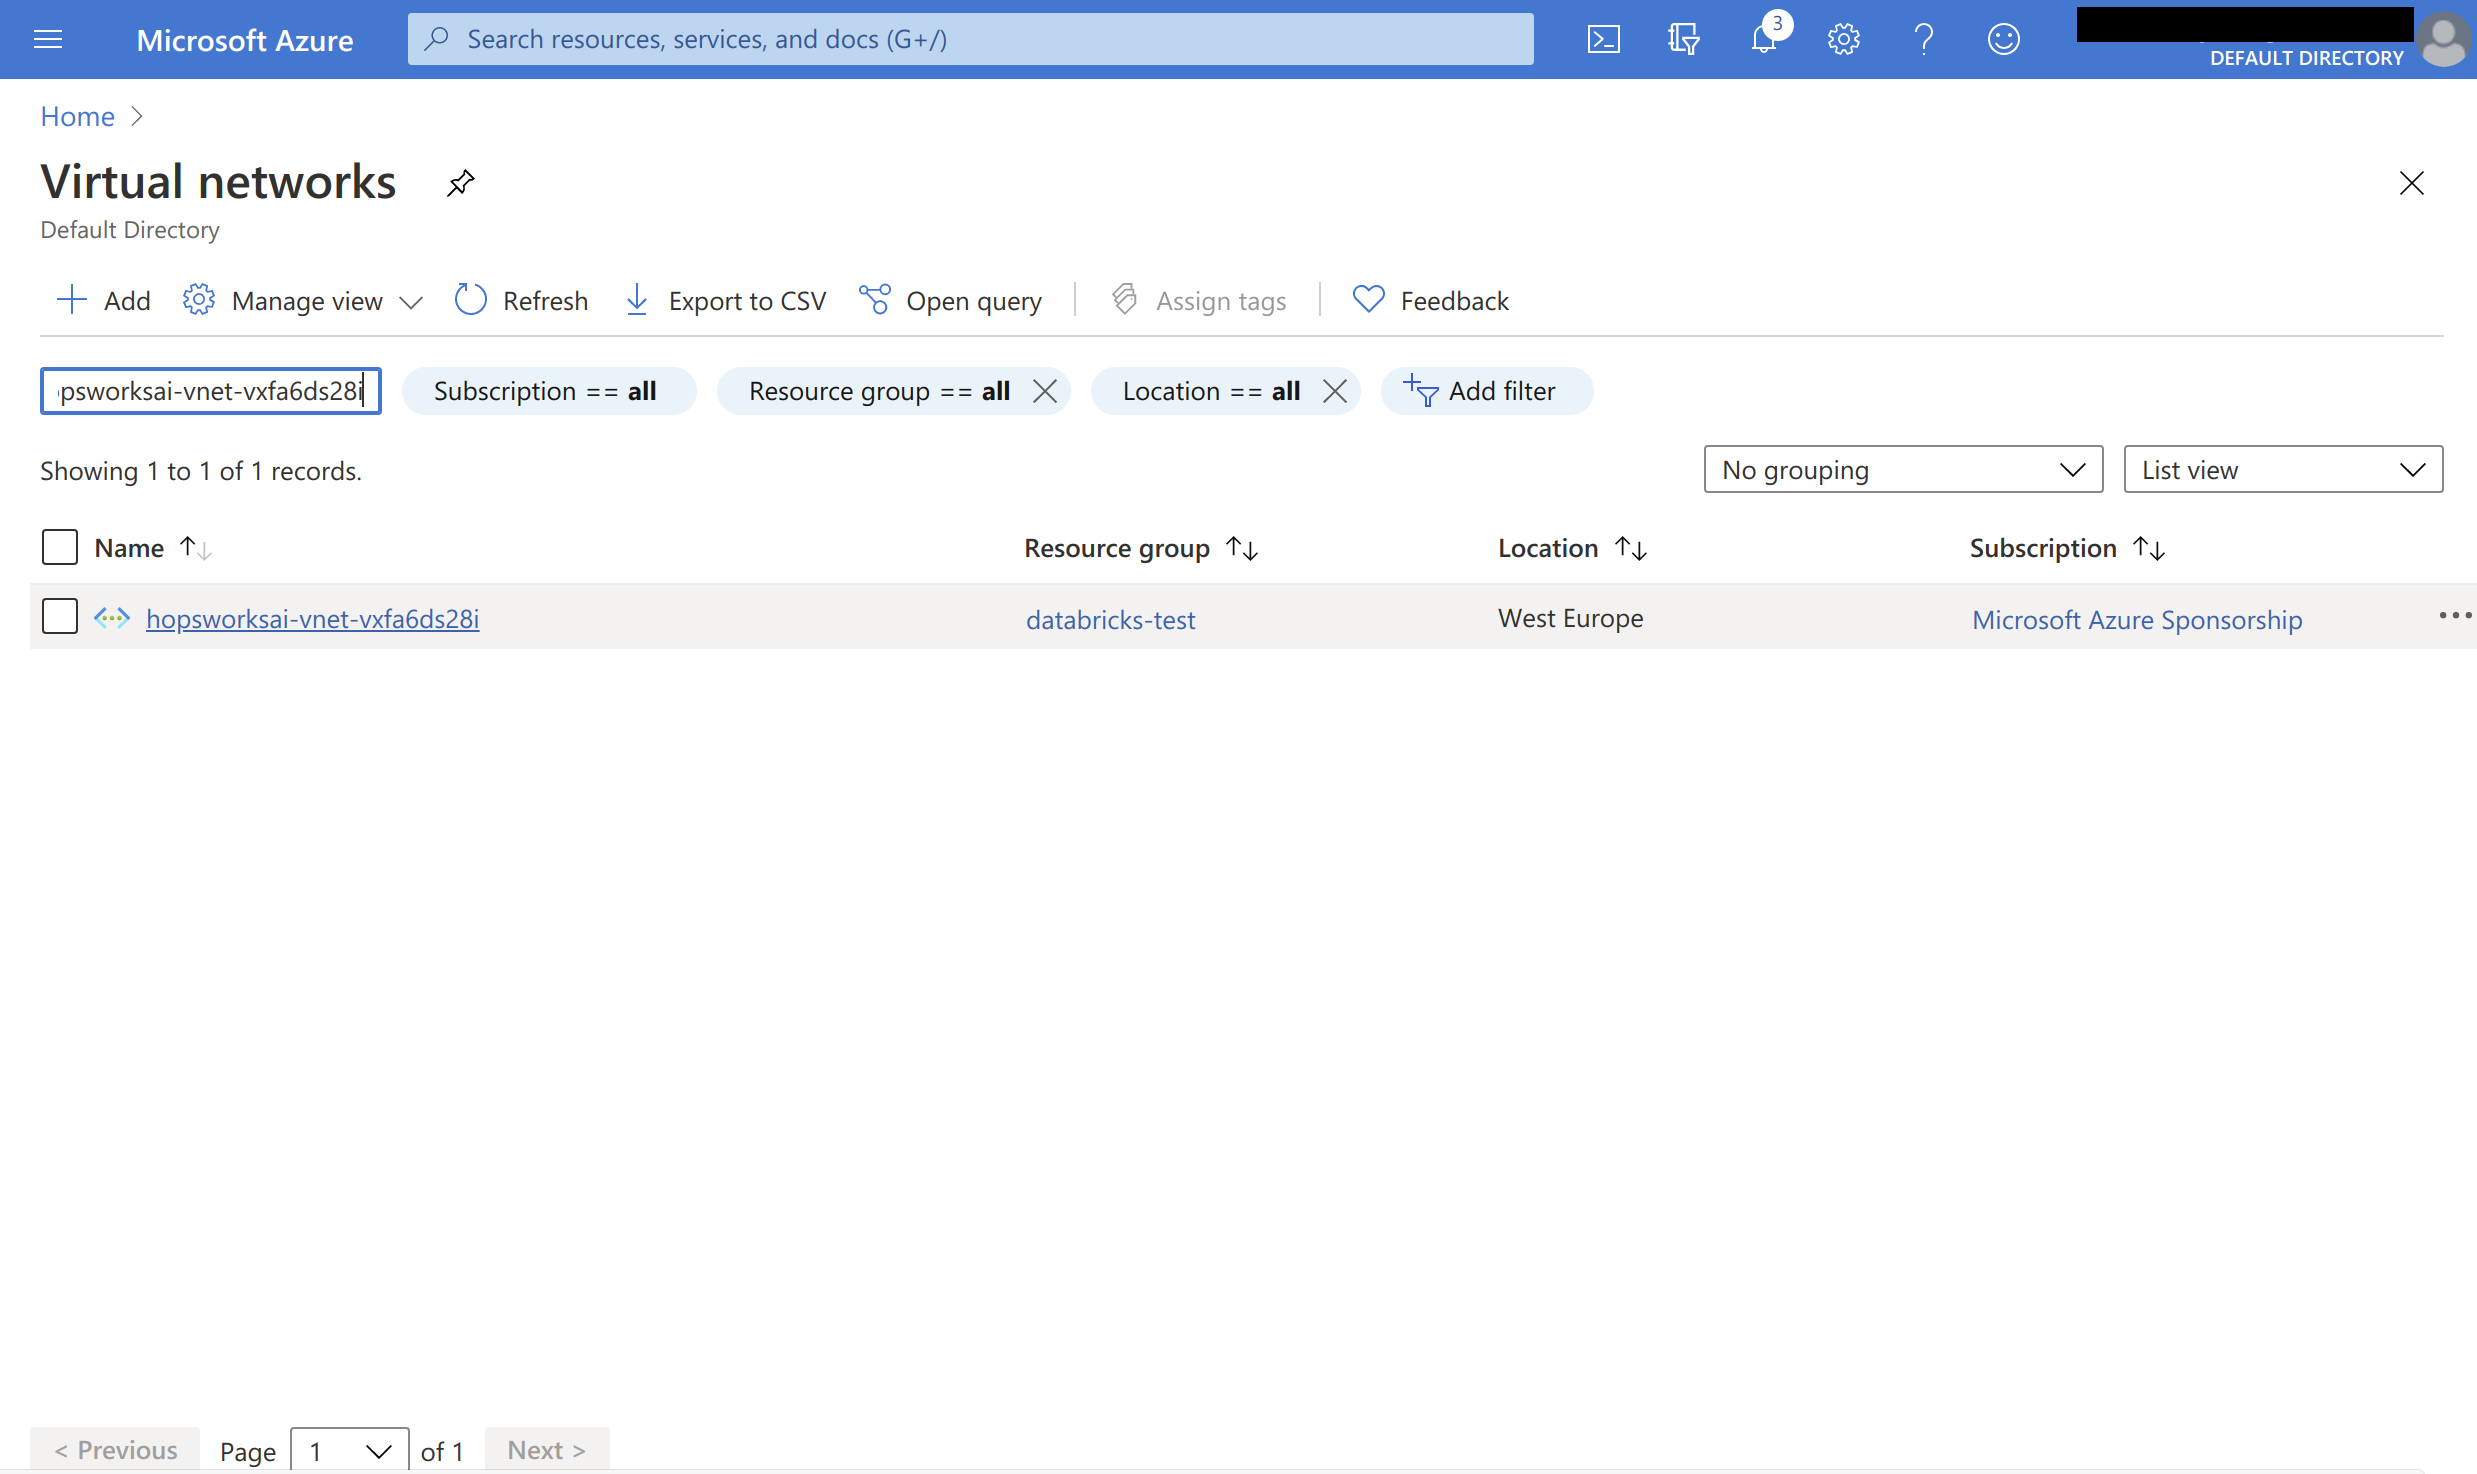 Microsoft Azure
Search resources, services, and docs (G+/)
3
DEFAULT DIRECTORY
Home
Virtual networks
Default Directory
Add
Manage view
Refresh
Export to CSV
Open query
Assign tags
Feedback
psworksai-vnet-vxfa6ds28i
Subscription == all
Resource group == all
Location == all
Add filter
Showing 1 to 1 of 1 records.
No grouping
List view
Name
Resource group
Location
Subscription
hopsworksai-vnet-vxfa6ds28i
databricks-test
West Europe
Microsoft Azure Sponsorship
< Previous
Page
1
of 1
Next >